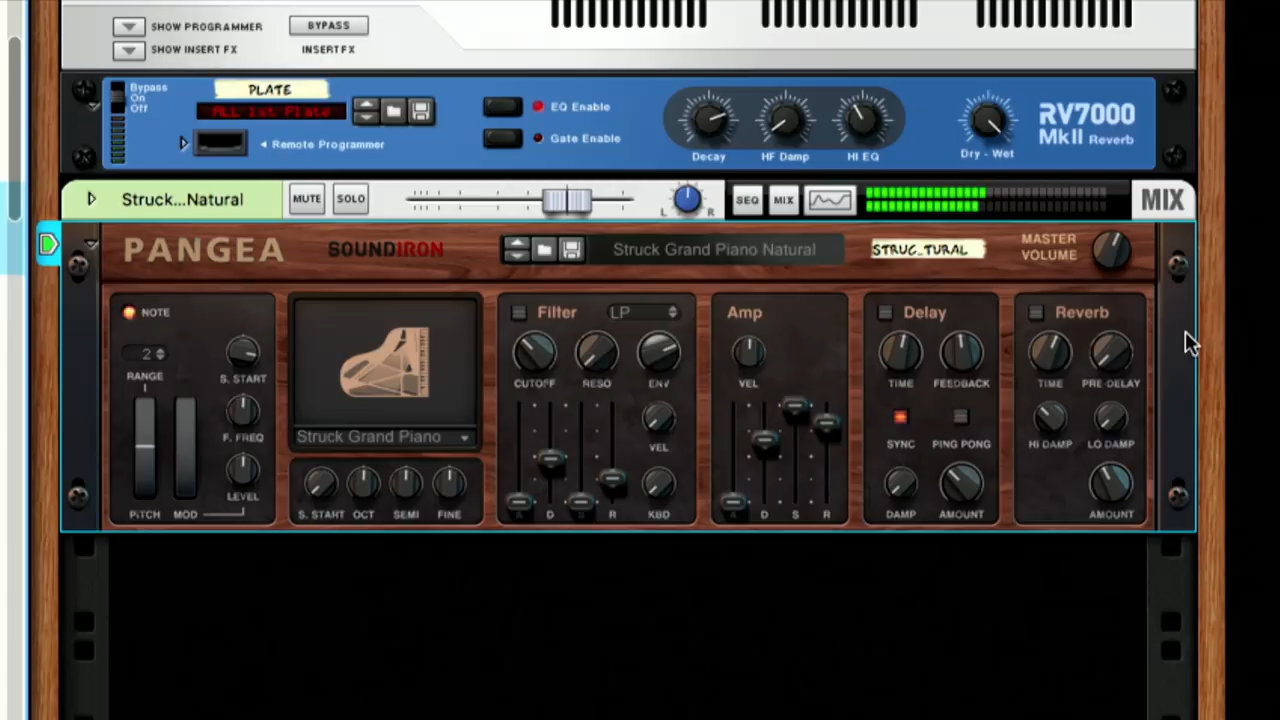 SHOW PROGRAMMER
BYPASS
SHOW INSERT FX
INSERT FX
Bypass
On
Off
PLATE
ALL 1st Plate
EQ Enable
Gate Enable
Remote Programmer
Decay
HF Damp
HI EQ
Dry - Wet
RV7000
MkII Reverb
Struck...Natural
MUTE
SOLO
L
R
SEQ
MIX
MIX
PANGEA
SOUNDIRON
Struck Grand Piano Natural
STRUC_TURAL
MASTER
VOLUME
NOTE
2
RANGE
S. START
F. FREQ
LEVEL
PITCH
MOD
Struck Grand Piano
S. START
OCT
SEMI
FINE
Filter
LP
CUTOFF
RESO
ENV
VEL
A
D
S
R
KBD
Amp
VEL
A
D
S
R
Delay
TIME
FEEDBACK
SYNC
PING PONG
DAMP
AMOUNT
Reverb
TIME
PRE-DELAY
HI DAMP
LO DAMP
AMOUNT